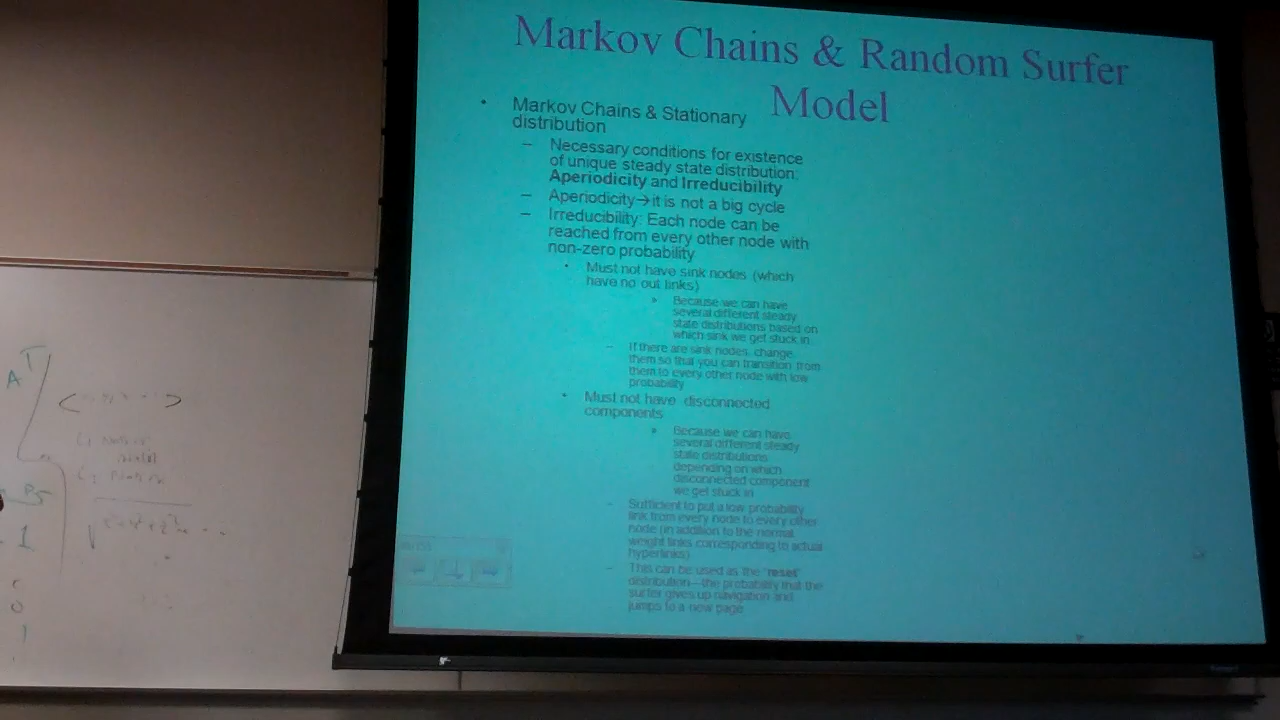 Markov Chains & Random Surfer
Model
• Markov Chains & Stationary
distribution
– Necessary conditions for existence
of unique steady state distribution:
Aperiodicity and Irreducibility
– Aperiodicity→it is not a big cycle
– Irreducibility: Each node can be
reached from every other node with
non-zero probability
• Must not have sink nodes (which
have no out links)
» Because we can have
several different steady
state distributions based on
which sink we get stuck in
– If there are sink nodes, change
them so that you can transition from
them to every other node with low
probability
• Must not have disconnected
components
» Because we can have
several different steady
state distributions
depending on which
disconnected component
we get stuck in
– Sufficient to put a low probability
link from every node to every other
node (in addition to the normal
weight links corresponding to actual
hyperlinks)
– This can be used as the "reset"
distribution—the probability that the
surfer gives up navigation and
jumps to a new page
A T
P5
1
0
1